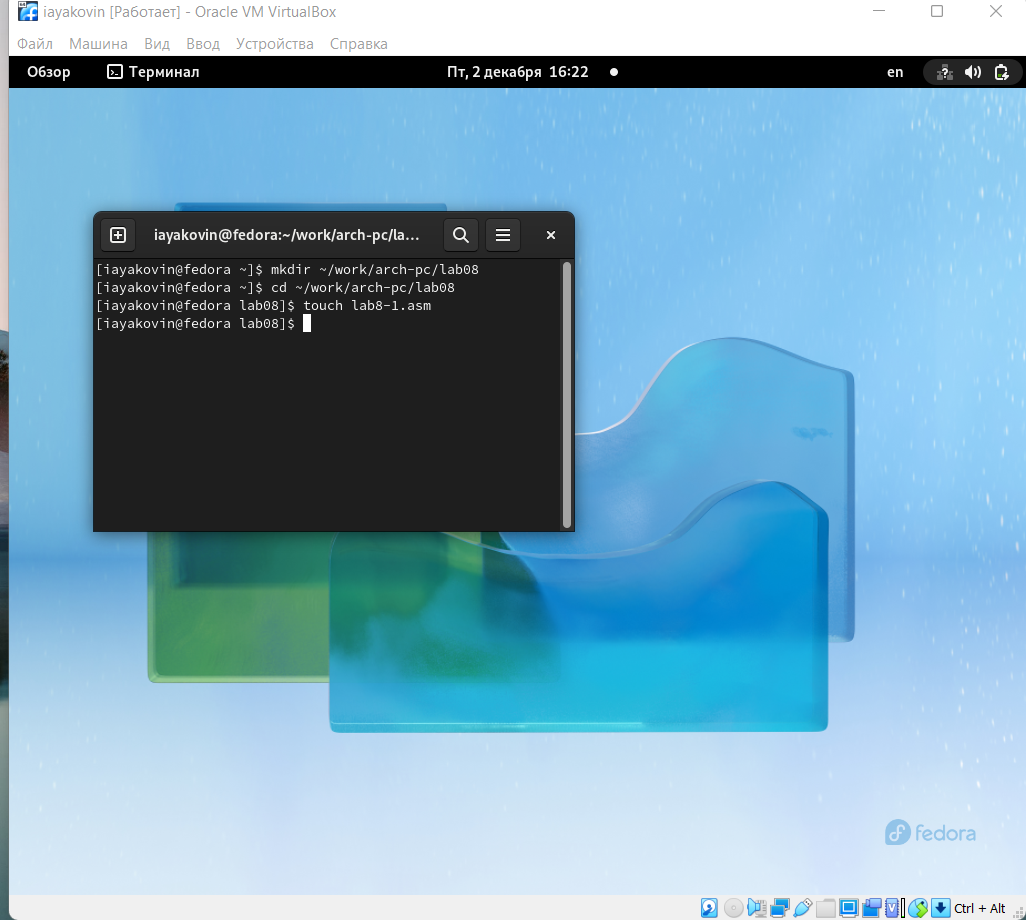 iayakovin [Работает] - Oracle VM VirtualBox
Файл Машина Вид Ввод Устройства Справка
Обзор Терминал Пт, 2 декабря 16:22 en
iayakovin@fedora:~/work/arch-pc/la...
[iayakovin@fedora ~]$ mkdir ~/work/arch-pc/lab08
[iayakovin@fedora ~]$ cd ~/work/arch-pc/lab08
[iayakovin@fedora lab08]$ touch lab8-1.asm
[iayakovin@fedora lab08]$
fedora
Ctrl + Alt